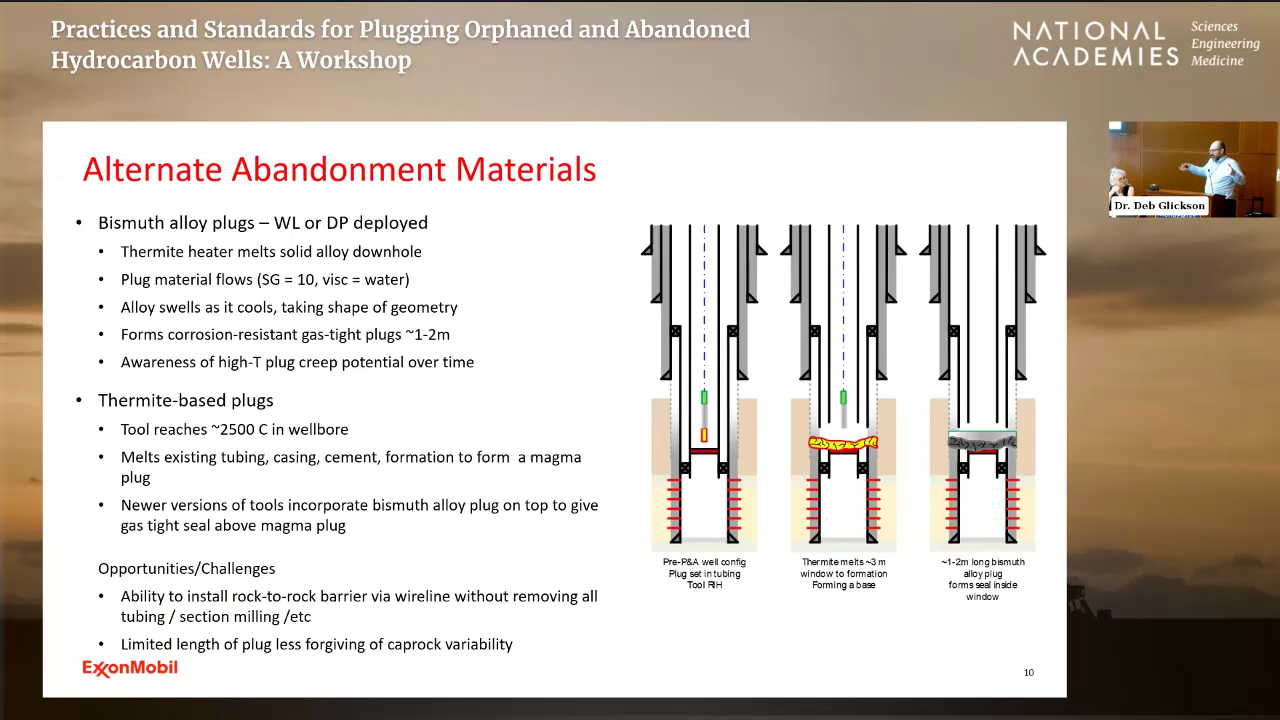 Practices and Standards for Plugging Orphaned and Abandoned
Hydrocarbon Wells: A Workshop
NATIONAL
ACADEMIES
Sciences
Engineering
Medicine
Alternate Abandonment Materials
• Bismuth alloy plugs – WL or DP deployed
• Thermite heater melts solid alloy downhole
• Plug material flows (SG = 10, visc = water)
• Alloy swells as it cools, taking shape of geometry
• Forms corrosion-resistant gas-tight plugs ~1-2m
• Awareness of high-T plug creep potential over time
• Thermite-based plugs
• Tool reaches ~2500 C in wellbore
• Melts existing tubing, casing, cement, formation to form a magma
plug
• Newer versions of tools incorporate bismuth alloy plug on top to give
gas tight seal above magma plug
Opportunities/Challenges
• Ability to install rock-to-rock barrier via wireline without removing all
tubing / section milling /etc
• Limited length of plug less forgiving of caprock variability
Pre-P&A well config
Plug set in tubing
Tool RIH
Thermite melts ~3 m
window to formation
Forming a base
~1-2m long bismuth
alloy plug
forms seal inside
window
ExxonMobil
10
Dr. Deb Glickson